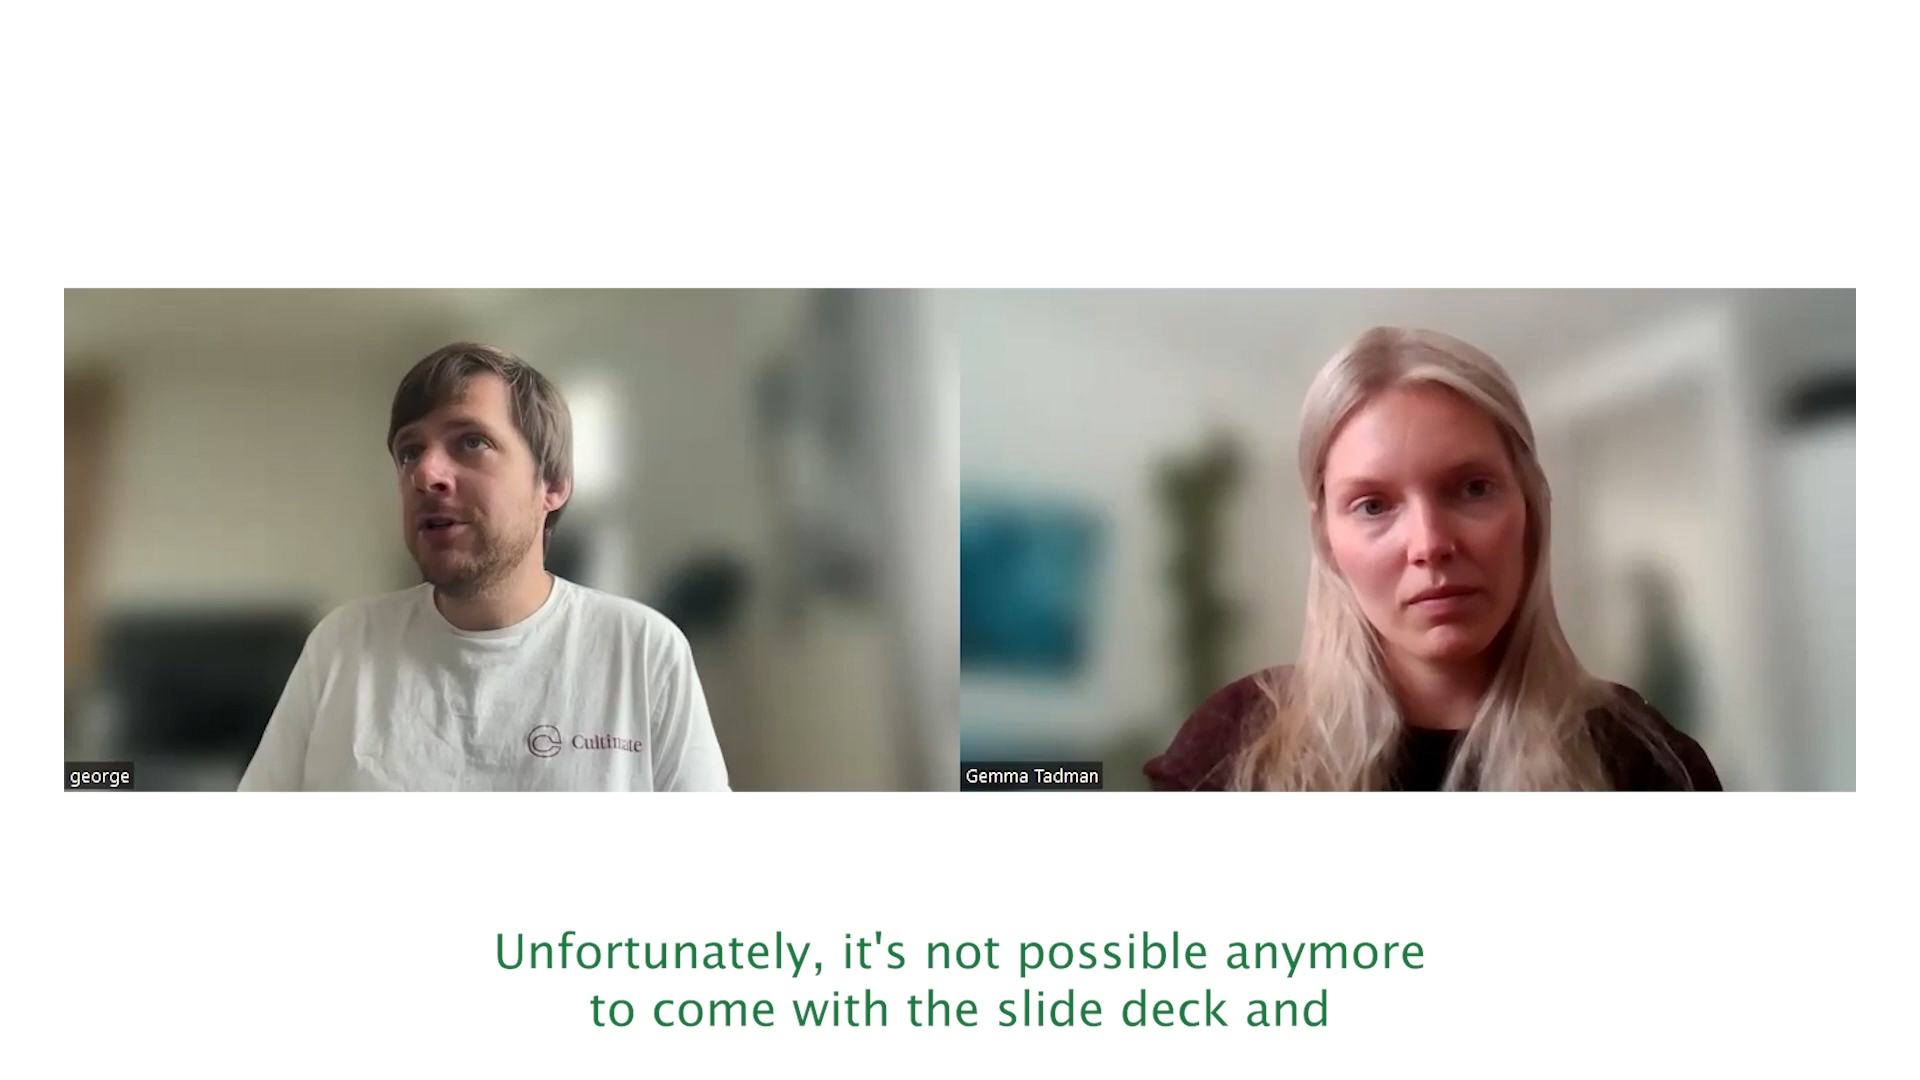 Cultimate
george
Gemma Tadman
Unfortunately, it's not possible anymore
to come with the slide deck and